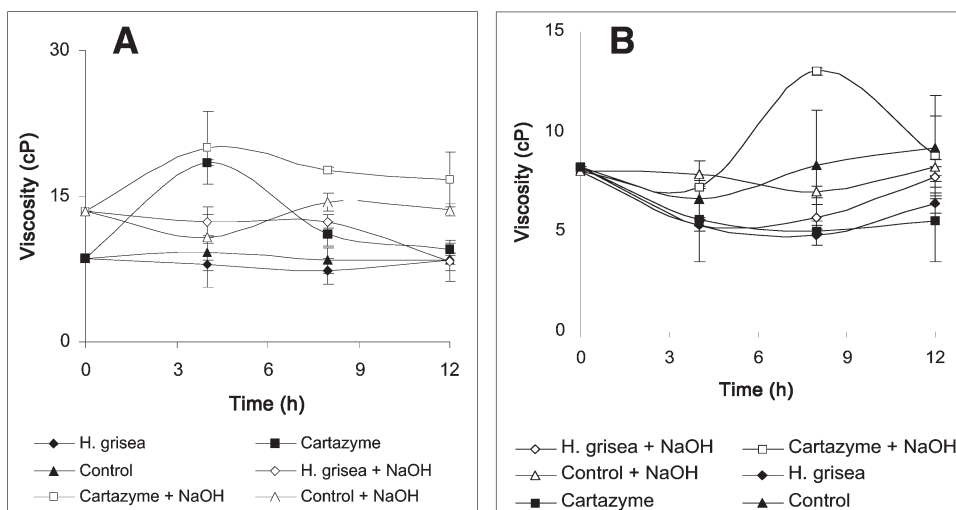 A
30
15
0
Viscosity (cP)
0 3 6 9 12
Time (h)
H. grisea Cartazyme
Control H. grisea + NaOH
Cartazyme + NaOH Control + NaOH
B
15
10
5
0
Viscosity (cP)
0 3 6 9 12
Time (h)
H. grisea + NaOH Cartazyme + NaOH
Control + NaOH H. grisea
Cartazyme Control